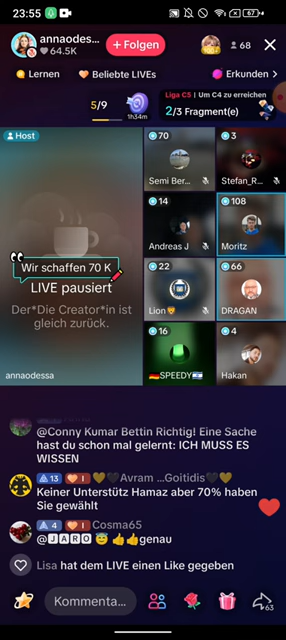 23:55
67
annaodes...
64.5K
+ Folgen
68
Lernen
Beliebte LIVEs
Erkunden >
5/9
1h34m
Liga C5 | Um C4 zu erreichen
2/3 Fragment(e)
Host
Wir schaffen 70 K
LIVE pausiert
Der*Die Creator*in ist
gleich zurück.
annaodessa
70
Semi Ber...
3
Stefan_R...
14
Andreas J
108
Moritz
22
Lion🦁
66
DRAGAN
16
🇩🇪SPEEDY🇮🇱
4
Hakan
@Conny Kumar Bettin Richtig! Eine Sache
hast du schon mal gelernt: ICH MUSS ES
WISSEN
13 I Avram ...Goitidis
Keiner Unterstütz Hamaz aber 70% haben
Sie gewählt
4 I Cosma65
@🅹🅰🆁🅾 😇 👍👍genau
Lisa hat dem LIVE einen Like gegeben
Kommenta...
63